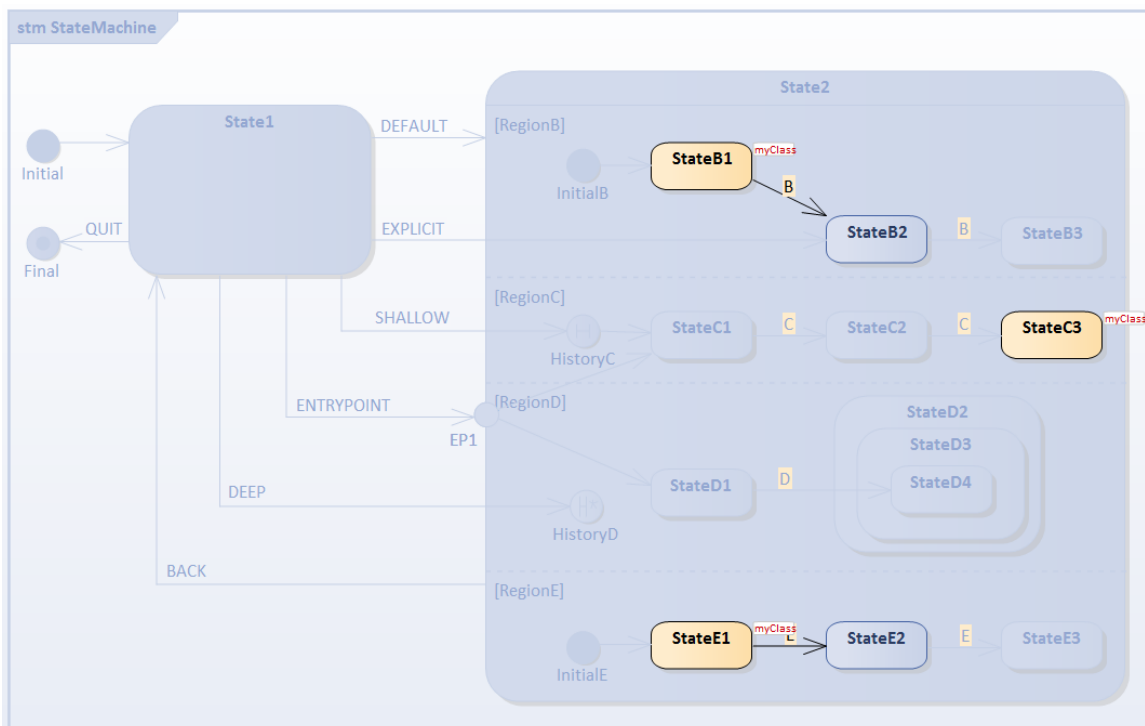 stm StateMachine
State2
State1
DEFAULT
[RegionB]
Initial
InitialB
StateB1
myClass
B
QUIT
EXPLICIT
StateB2
B
StateB3
Final
[RegionC]
SHALLOW
H
HistoryC
StateC1
C
StateC2
C
StateC3
myClass
ENTRYPOINT
EP1
[RegionD]
StateD2
StateD3
StateD1
D
StateD4
DEEP
H*
HistoryD
BACK
[RegionE]
InitialE
StateE1
myClass
StateE2
E
StateE3